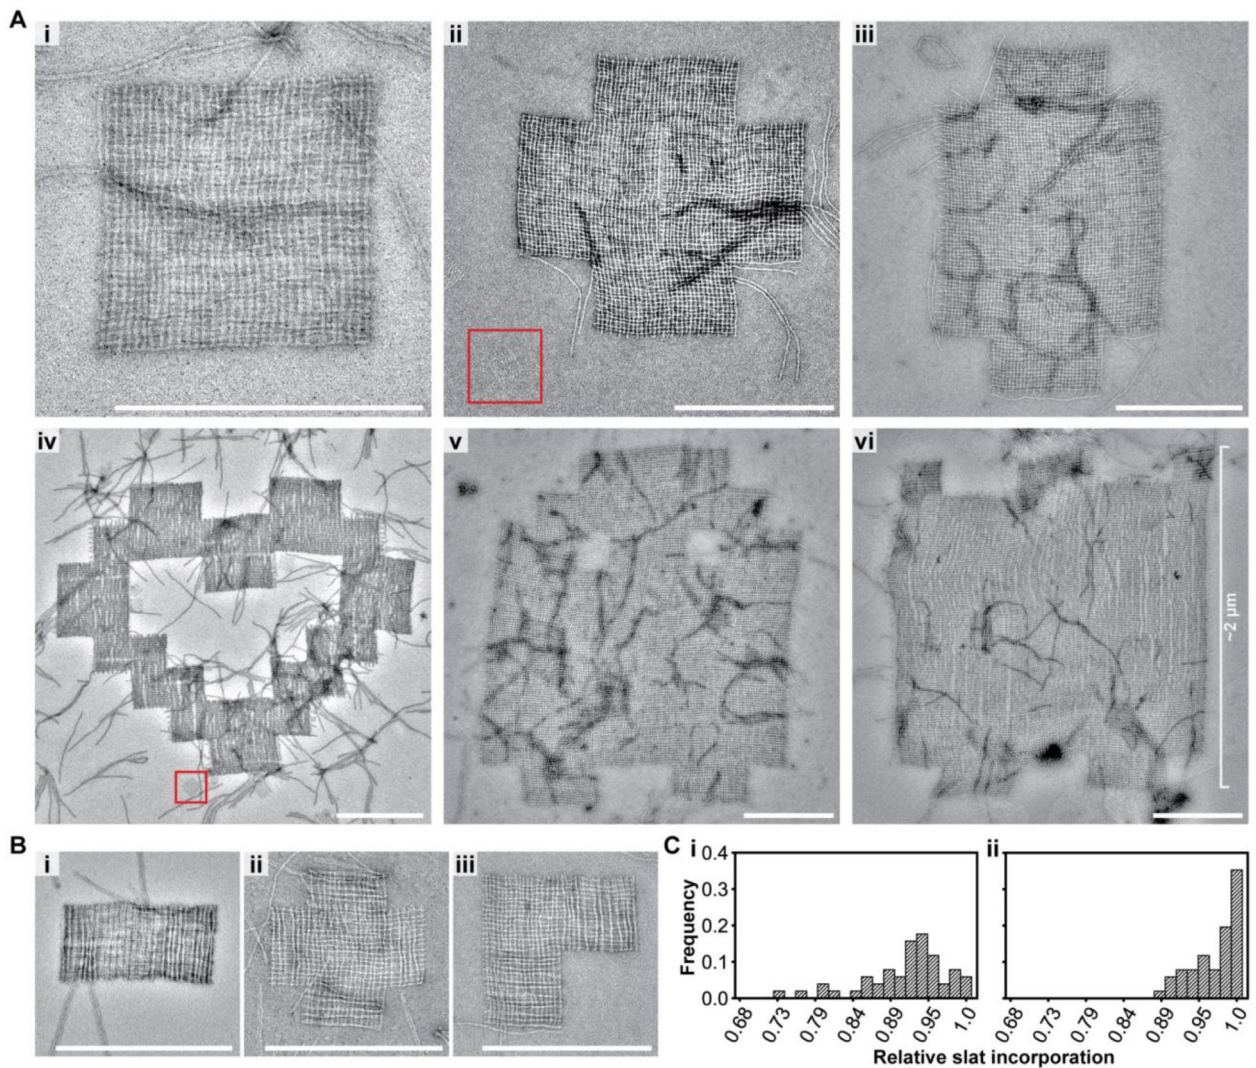 A
i
ii
iii
iv
v
vi
~2 μm
B
i
ii
iii
C
i
ii
Frequency
0.4
0.3
0.2
0.1
0.0
0.68
0.73
0.79
0.84
0.89
0.95
1.0
0.68
0.73
0.79
0.84
0.89
0.95
1.0
Relative slat incorporation